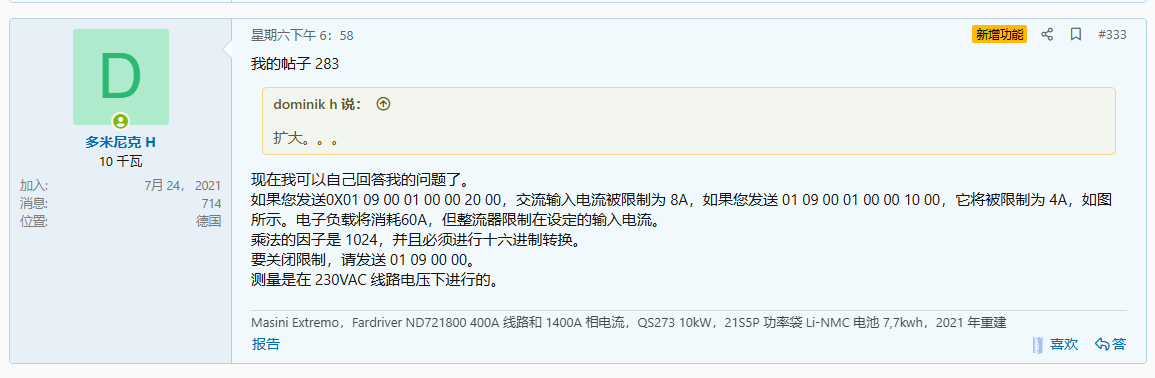 星期六下午 6：58
新增功能
#333
D
多米尼克 H
10 千瓦
加入:
7月 24， 2021
消息:
714
位置:
德国
我的帖子 283
dominik h 说：
扩大。。。
现在我可以自己回答我的问题了。
如果您发送0X01 09 00 01 00 00 20 00，交流输入电流被限制为 8A，如果您发送 01 09 00 01 00 00 10 00，它将被限制为 4A，如图
所示。电子负载将消耗60A，但整流器限制在设定的输入电流。
乘法的因子是 1024，并且必须进行十六进制转换。
要关闭限制，请发送 01 09 00 00。
测量是在 230VAC 线路电压下进行的。
Masini Extremo，Fardriver ND721800 400A 线路和 1400A 相电流，QS273 10kW，21S5P 功率袋 Li-NMC 电池 7,7kwh，2021 年重建
报告
喜欢
答